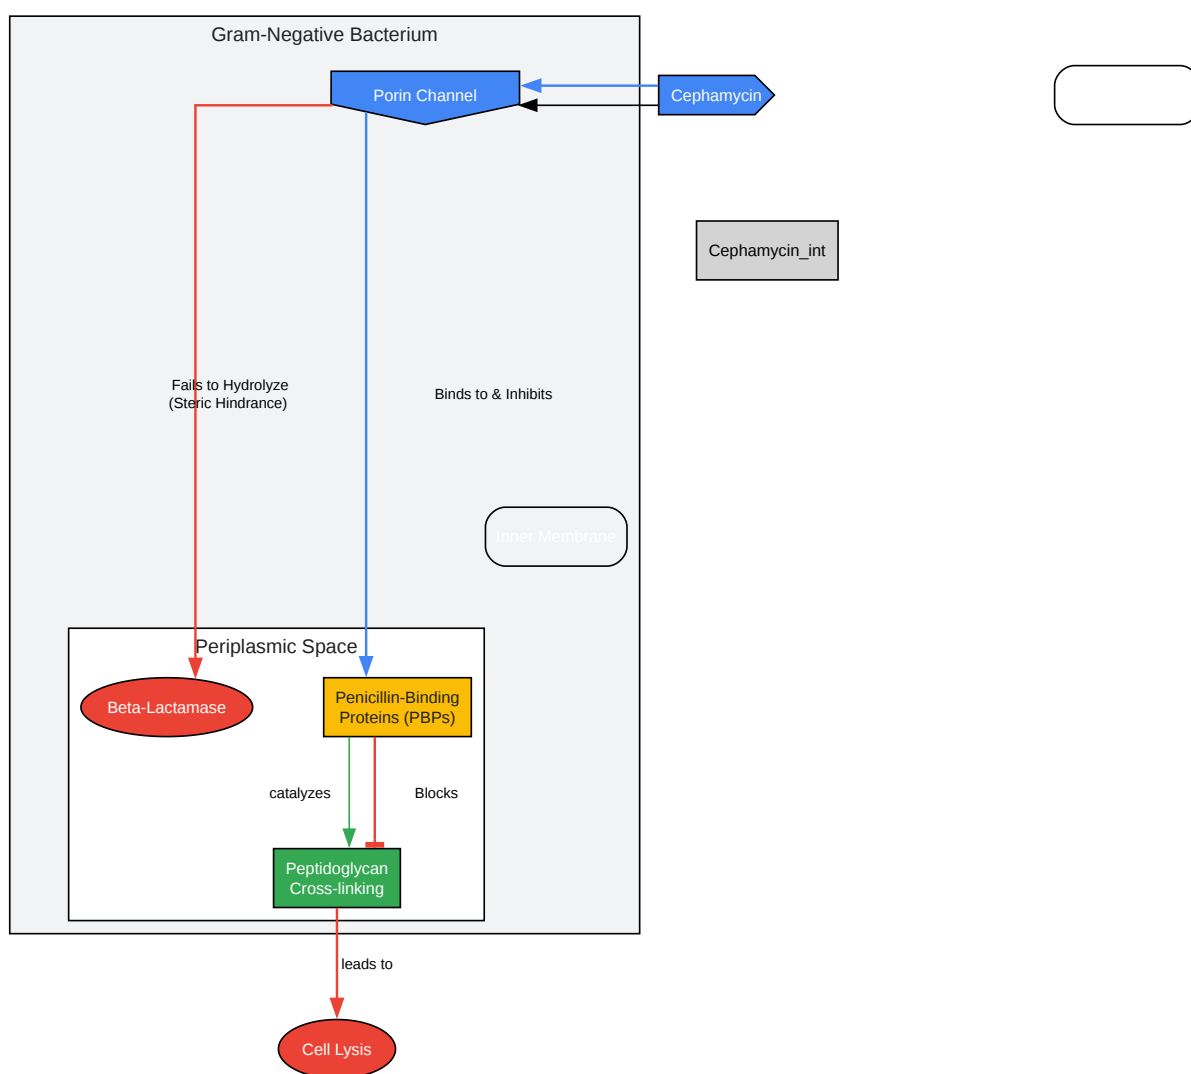 Gram-Negative Bacterium
Porin Channel
Cephamycin
Cephamycin_int
Fails to Hydrolyze
(Steric Hindrance)
Binds to & Inhibits
Inner Membrane
Periplasmic Space
Beta-Lactamase
Penicillin-Binding
Proteins (PBPs)
catalyzes
Blocks
Peptidoglycan
Cross-linking
leads to
Cell Lysis